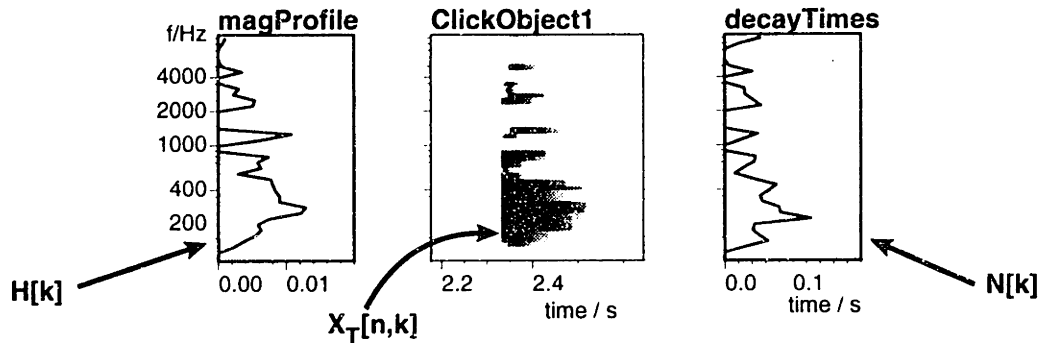 magProfile
ClickObject1
decayTimes
f/Hz
4000
2000
1000
400
200
0.00 0.01
2.2 2.4
0.0 0.1
time / s
time / s
H[k]
X_T[n,k]
N[k]